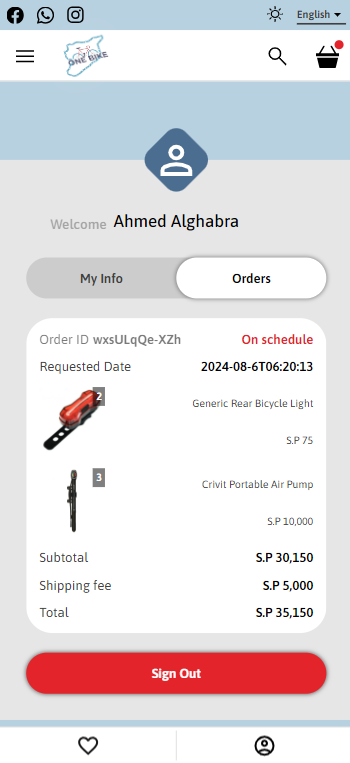 English
ONE BIKE
Welcome Ahmed Alghabra
My Info Orders
Order ID wxsULqQe-XZh On schedule
Requested Date 2024-08-6T06:20:13
2
Generic Rear Bicycle Light
S.P 75
3
Crivit Portable Air Pump
S.P 10,000
Subtotal S.P 30,150
Shipping fee S.P 5,000
Total S.P 35,150
Sign Out